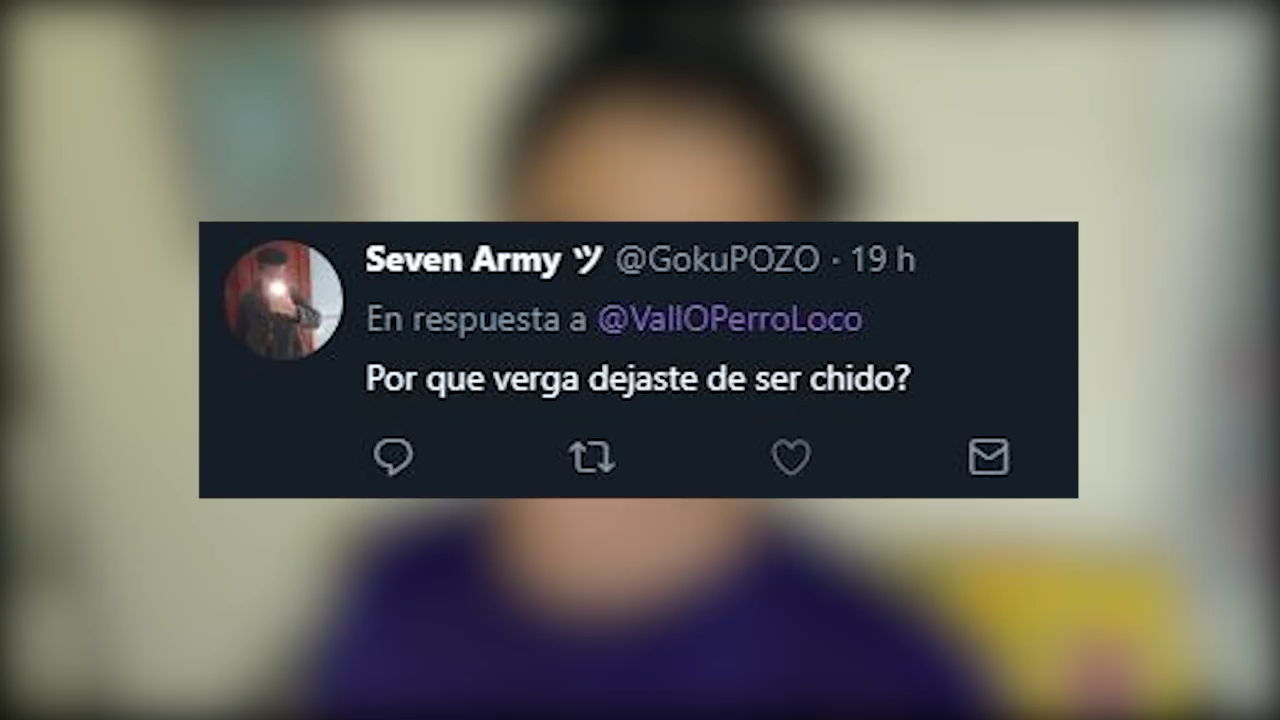 Seven Army ツ @GokuPOZO · 19 h
En respuesta a @VallOPerroLoco
Por que verga dejaste de ser chido?